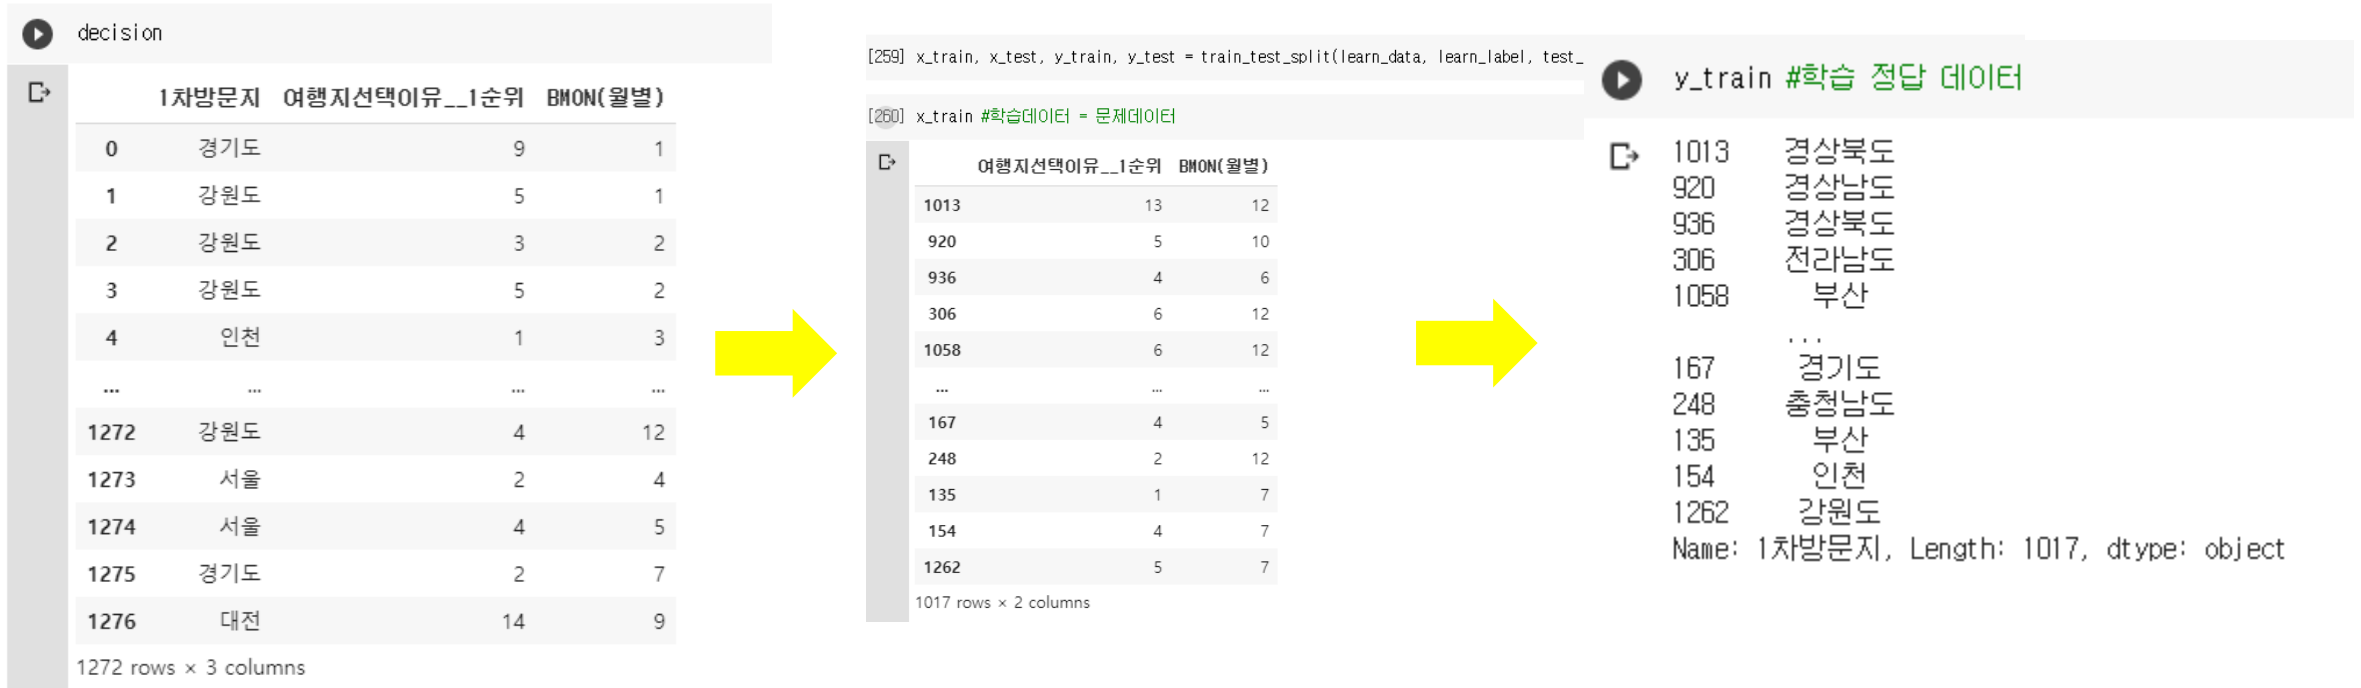 decision
1차방문지 여행지선택이유__1순위 BMON(월별)
0 경기도 9 1
1 강원도 5 1
2 강원도 3 2
3 강원도 5 2
4 인천 1 3
... ... ... ...
1272 강원도 4 12
1273 서울 2 4
1274 서울 4 5
1275 경기도 2 7
1276 대전 14 9
1272 rows × 3 columns
[259] x_train, x_test, y_train, y_test = train_test_split(learn_data, learn_label, test_
[260] x_train #학습데이터 = 문제데이터
여행지선택이유__1순위 BMON(월별)
1013 13 12
920 5 10
936 4 6
306 6 12
1058 6 12
... ... ...
167 4 5
248 2 12
135 1 7
154 4 7
1262 5 7
1017 rows × 2 columns
y_train #학습 정답 데이터
1013 경상북도
920 경상남도
936 경상북도
306 전라남도
1058 부산
...
167 경기도
248 충청남도
135 부산
154 인천
1262 강원도
Name: 1차방문지, Length: 1017, dtype: object